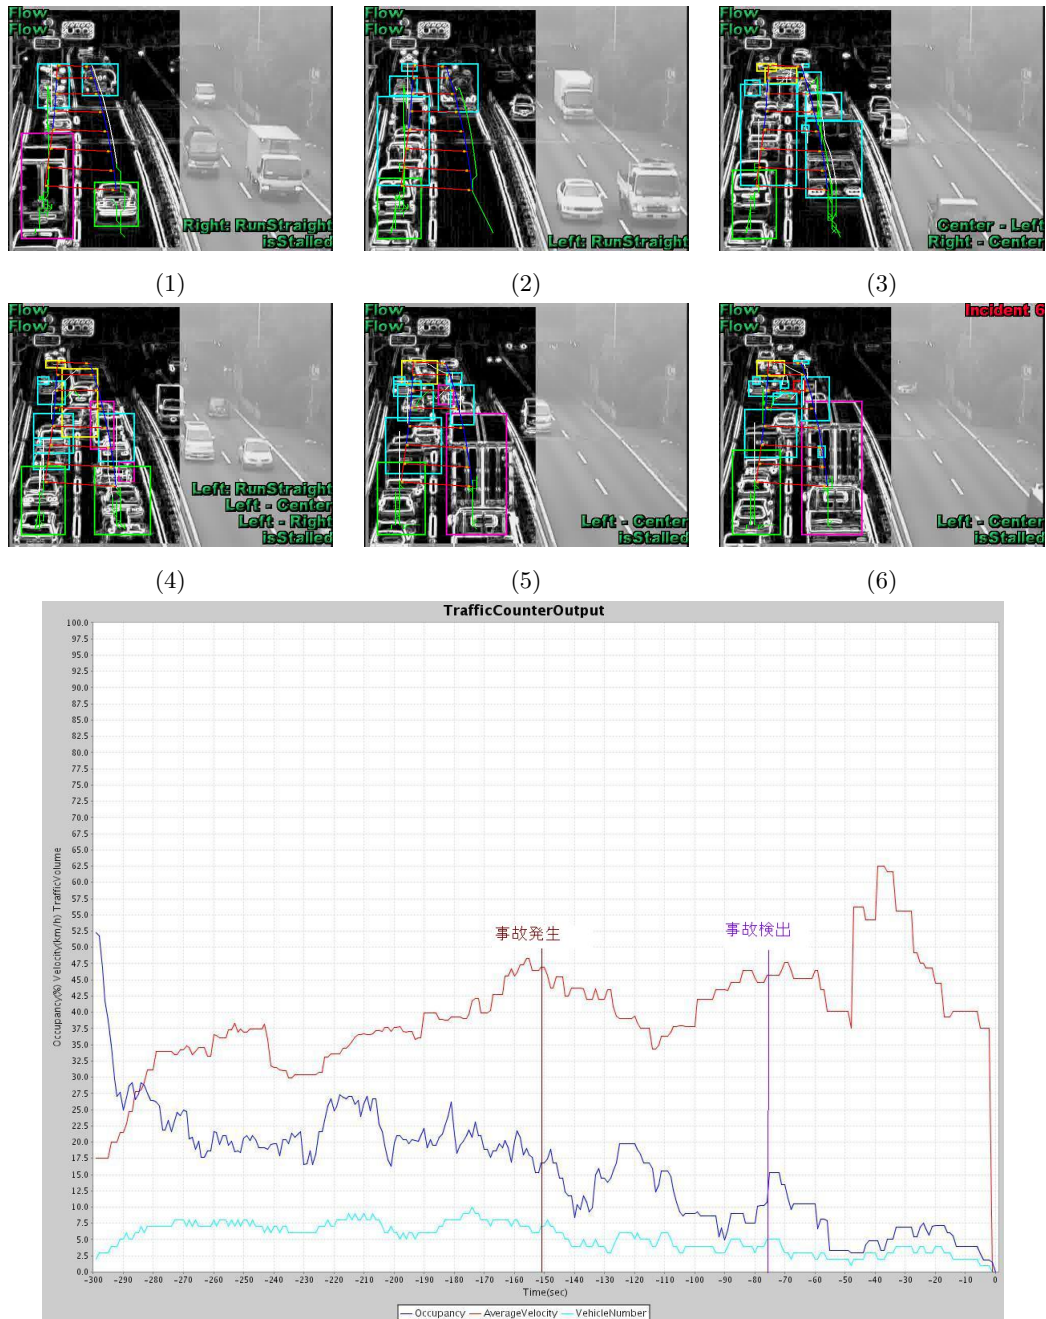 Flow
Flow
Right: RunStraight
isStalled
(1)
Flow
Flow
Left: RunStraight
(2)
Flow
Flow
Center - Left
Right - Center
(3)
Flow
Flow
Left: RunStraight
Left - Center
Left - Right
isStalled
(4)
Flow
Flow
Left - Center
isStalled
(5)
Flow
Flow
Incident 6
Left - Center
isStalled
(6)
TrafficCounterOutput
100.0
97.5
95.0
92.5
90.0
87.5
85.0
82.5
80.0
77.5
75.0
72.5
70.0
67.5
65.0
62.5
60.0
57.5
55.0
52.5
50.0
47.5
45.0
42.5
40.0
37.5
35.0
32.5
30.0
27.5
25.0
22.5
20.0
17.5
15.0
12.5
10.0
7.5
5.0
2.5
0.0
Occupancy(%) Velocity(km/h) TrafficVolume
事故発生
事故検出
-300 -290 -280 -270 -260 -250 -240 -230 -220 -210 -200 -190 -180 -170 -160 -150 -140 -130 -120 -110 -100 -90 -80 -70 -60 -50 -40 -30 -20 -10 0
Time(sec)
Occupancy AverageVelocity VehicleNumber